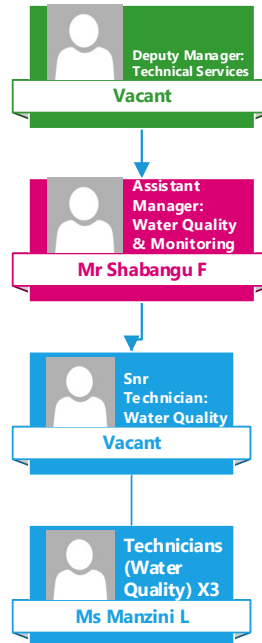 Deputy Manager:
Technical Services
Vacant
Assistant
Manager:
Water Quality
& Monitoring
Mr Shabangu F
Snr
Technician:
Water Quality
Vacant
Technicians
(Water
Quality) X3
Ms Manzini L